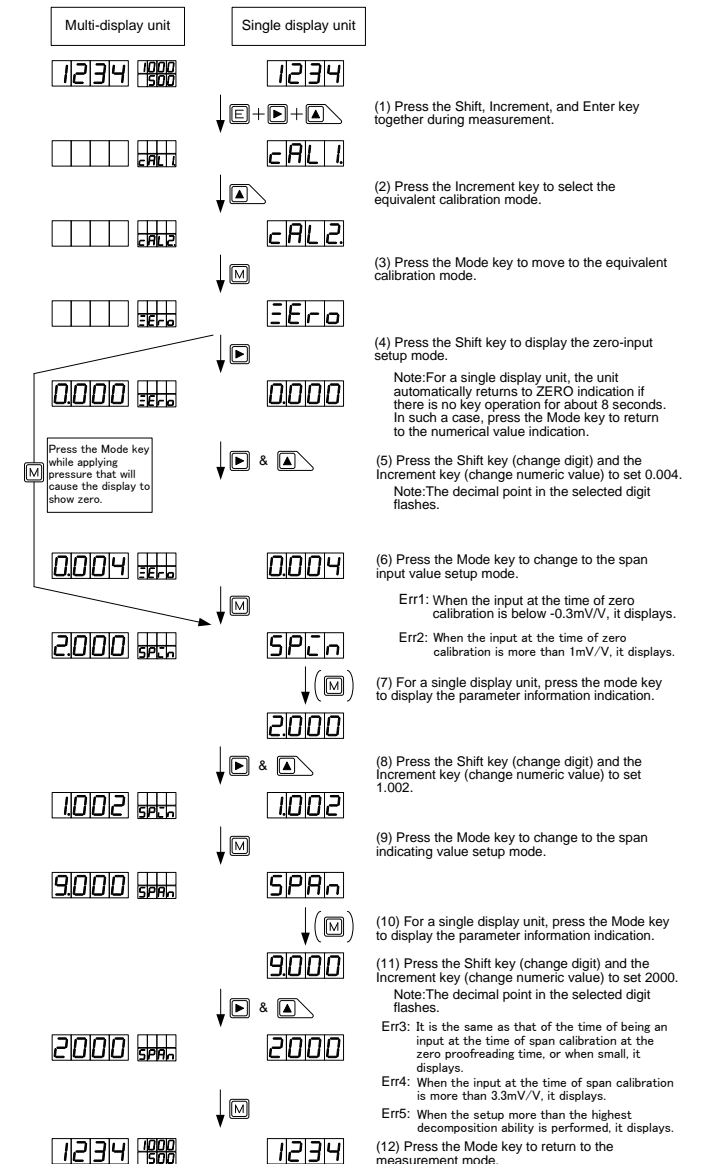 Multi-display unit Single display unit
1234 1000 500 1234
E + + (1) Press the Shift, Increment, and Enter key
together during measurement.
cAL1. cAL1.
(2) Press the Increment key to select the
equivalent calibration mode.
cAL2. cAL2.
M (3) Press the Mode key to move to the equivalent
calibration mode.
ZEro ZEro
(4) Press the Shift key to display the zero-input
setup mode.
Note:For a single display unit, the unit
automatically returns to ZERO indication if
there is no key operation for about 8 seconds.
In such a case, press the Mode key to return
to the numerical value indication.
0.000 ZEro 0.000
M
Press the Mode key
while applying
pressure that will
cause the display to
show zero.
& (5) Press the Shift key (change digit) and the
Increment key (change numeric value) to set 0.004.
Note:The decimal point in the selected digit
flashes.
0.004 ZEro 0.004
(6) Press the Mode key to change to the span
input value setup mode.
M
Err1: When the input at the time of zero
calibration is below -0.3mV/V, it displays.
Err2: When the input at the time of zero
calibration is more than 1mV/V, it displays.
2.000 SPin SPin
(M) (7) For a single display unit, press the mode key
to display the parameter information indication.
2.000
& (8) Press the Shift key (change digit) and the
Increment key (change numeric value) to set
1.002.
1.002 SPin 1.002
M (9) Press the Mode key to change to the span
indicating value setup mode.
9.000 SPAn SPAn
(M) (10) For a single display unit, press the Mode key
to display the parameter information indication.
9.000
(11) Press the Shift key (change digit) and the
Increment key (change numeric value) to set 2000.
Note:The decimal point in the selected digit
flashes.
&
Err3: It is the same as that of the time of being an
input at the time of span calibration at the
zero proofreading time, or when small, it
displays.
2000 SPAn 2000
Err4: When the input at the time of span calibration
is more than 3.3mV/V, it displays.
M
Err5: When the setup more than the highest
decomposition ability is performed, it displays.
1234 1000 500 1234
(12) Press the Mode key to return to the
measurement mode.